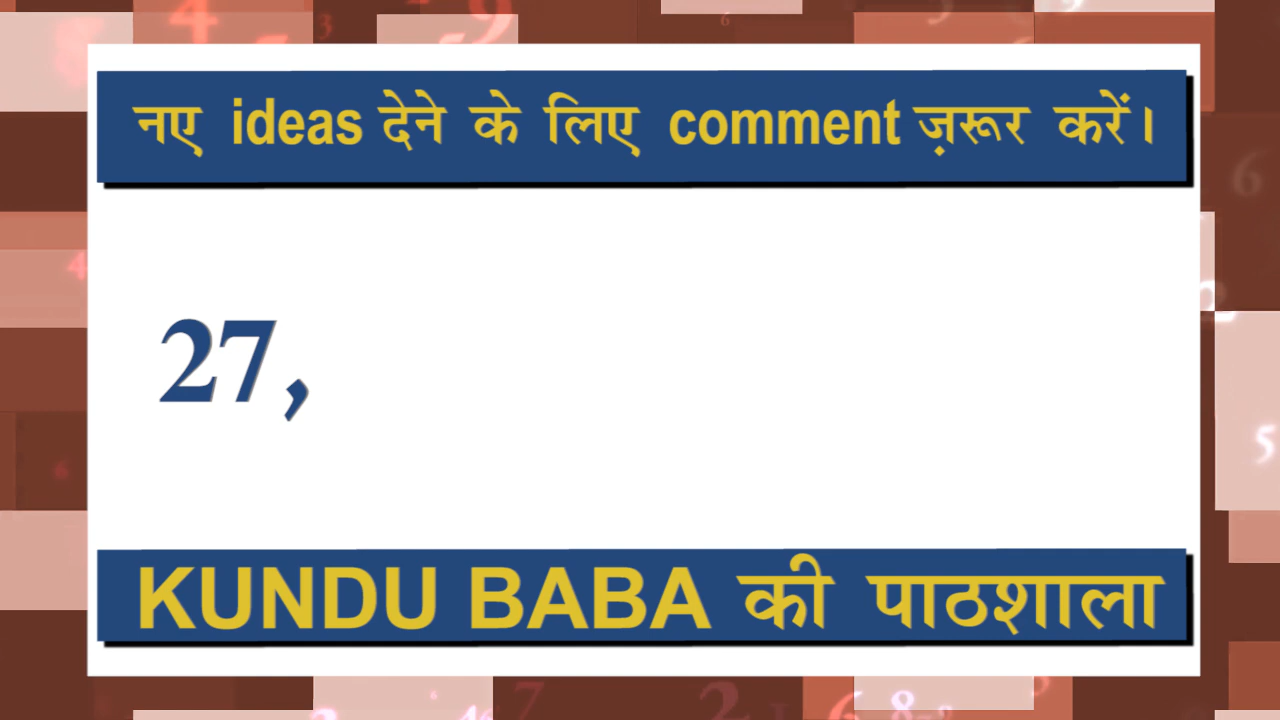 नए ideas देने के लिए comment ज़रूर करें।
27,
KUNDU BABA की पाठशाला